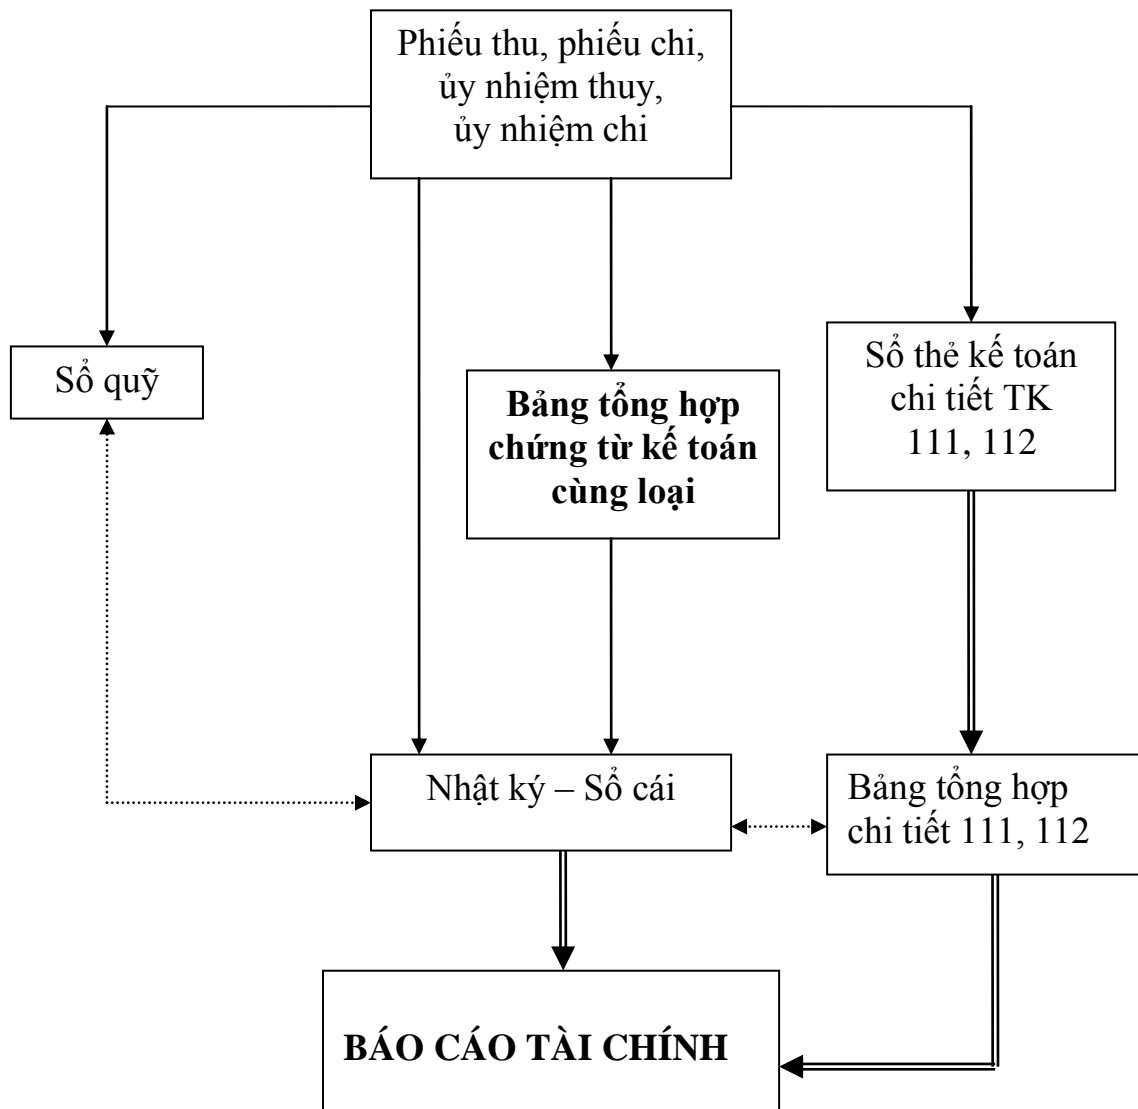 Phiếu thu, phiếu chi,
ủy nhiệm thuy,
ủy nhiệm chi
Sổ quỹ
Bảng tổng hợp
chứng từ kế toán
cùng loại
Sổ thẻ kế toán
chi tiết TK
111, 112
Nhật ký – Sổ cái
Bảng tổng hợp
chi tiết 111, 112
BÁO CÁO TÀI CHÍNH